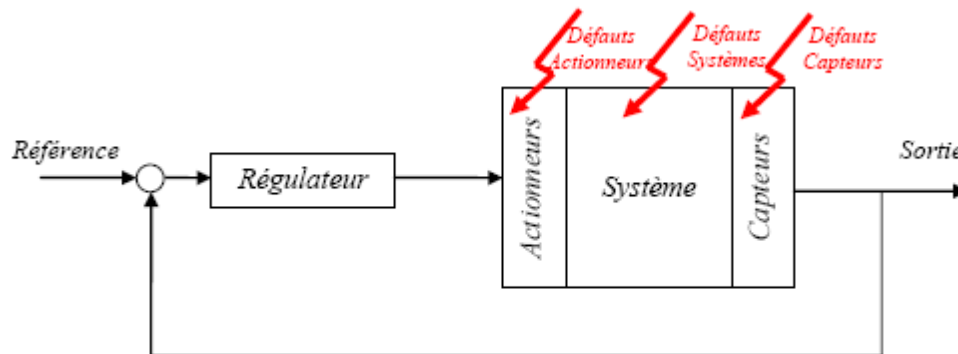 Défauts
Actionneurs
Défauts
Systèmes
Défauts
Capteurs
Référence
Régulateur
Actionneurs
Système
Capteurs
Sortie